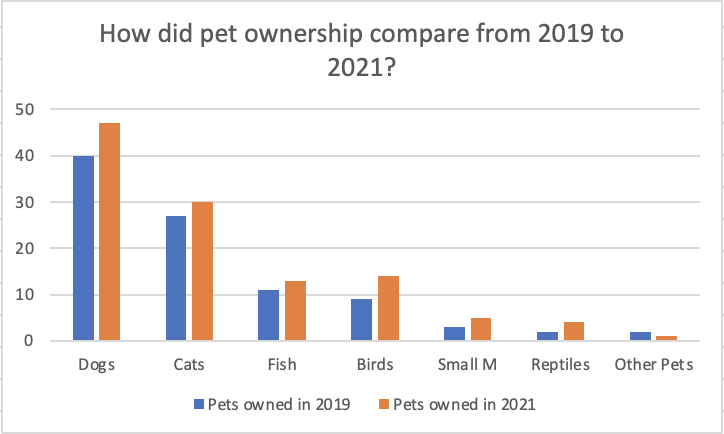 How did pet ownership compare from 2019 to
2021?
50
40
30
20
10
0
Dogs Cats Fish Birds Small M Reptiles Other Pets
Pets owned in 2019 Pets owned in 2021